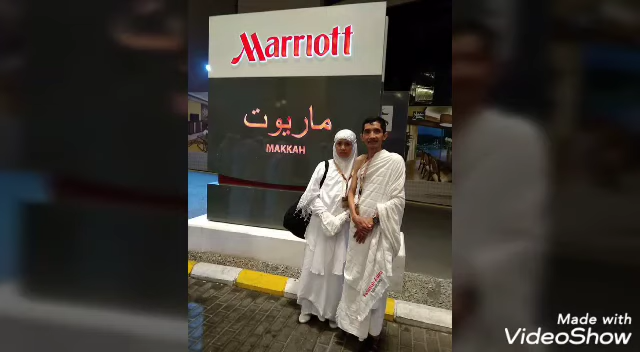 Marriott
ماريوت
MAKKAH
Made with
VideoShow